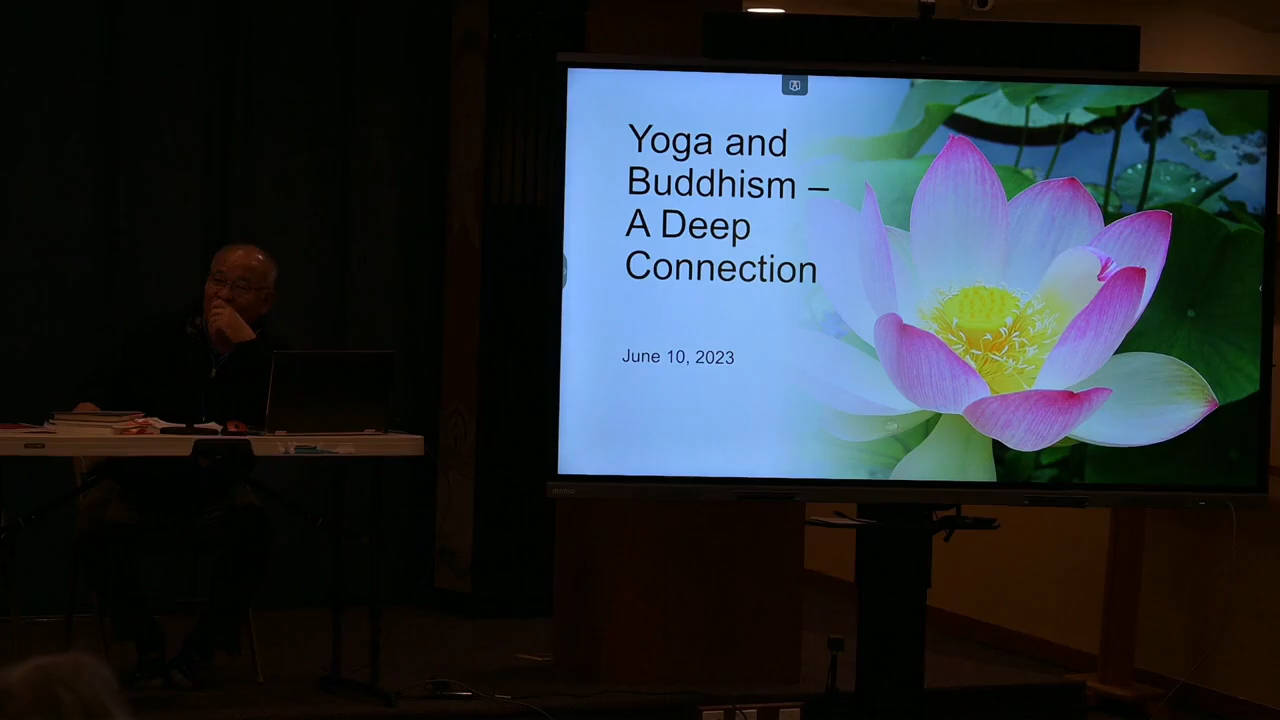 Yoga and
Buddhism –
A Deep
Connection
June 10, 2023